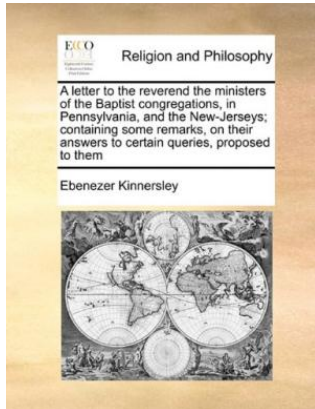 ECCO
Religion and Philosophy
A letter to the reverend the ministers
of the Baptist congregations, in
Pennsylvania, and the New-Jerseys;
containing some remarks, on their
answers to certain queries, proposed
to them
Ebenezer Kinnersley